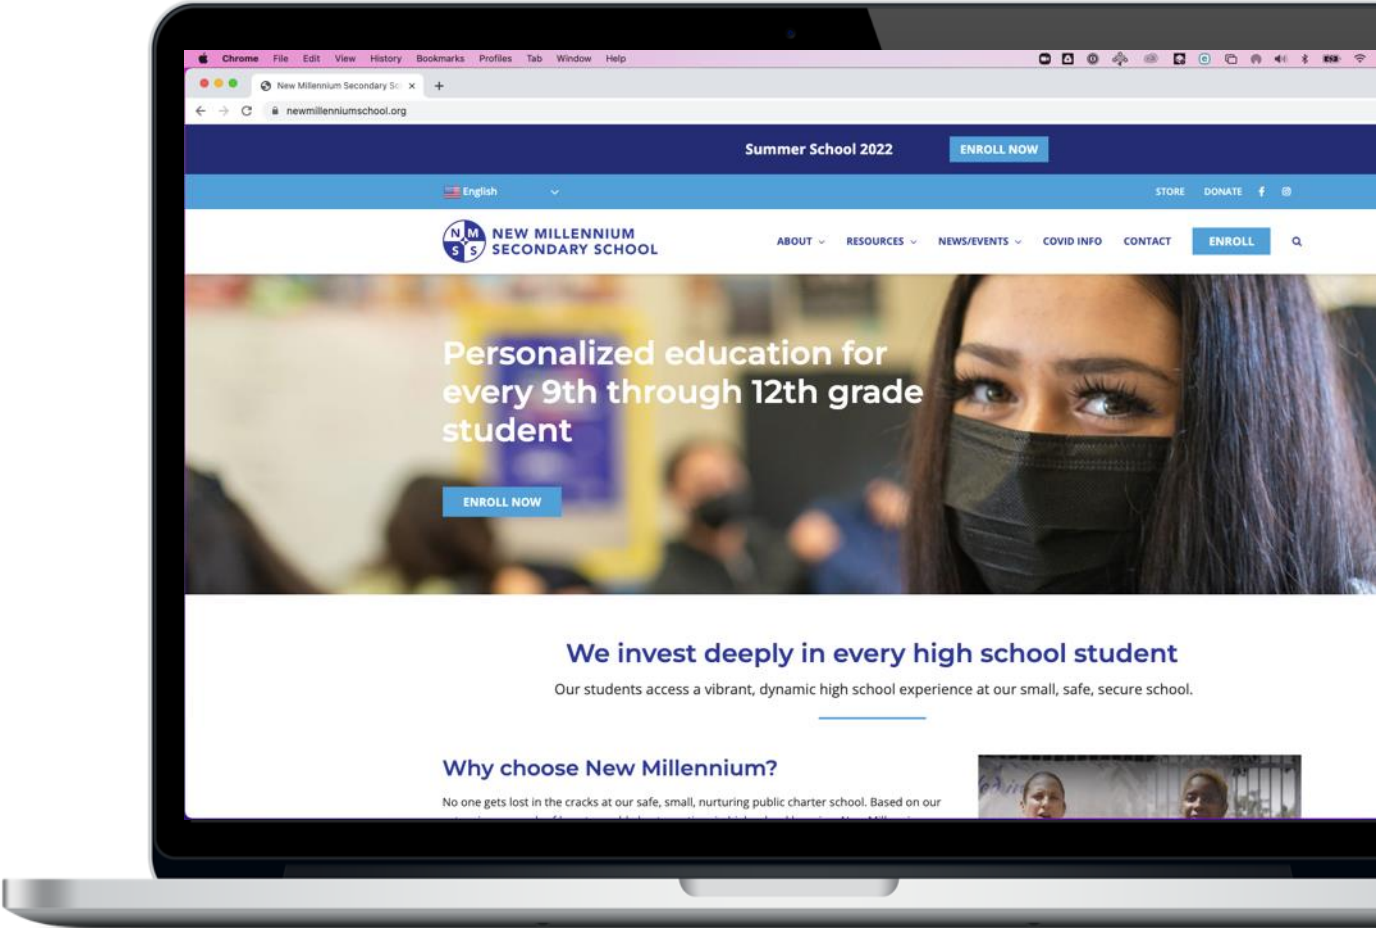 Chrome File Edit View History Bookmarks Profiles Tab Window Help
New Millennium Secondary Sc
newmillenniumschool.org
Summer School 2022 ENROLL NOW
English STORE DONATE
NEW MILLENNIUM
SECONDARY SCHOOL
N M
S S
ABOUT RESOURCES NEWS/EVENTS COVID INFO CONTACT ENROLL
Personalized education for
every 9th through 12th grade
student
ENROLL NOW
We invest deeply in every high school student
Our students access a vibrant, dynamic high school experience at our small, safe, secure school.
Why choose New Millennium?
No one gets lost in the cracks at our safe, small, nurturing public charter school. Based on our